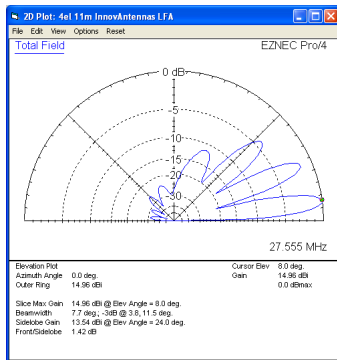 2D Plot: 4el 11m InnovAntennas LFA
File Edit View Options Reset
Total Field
EZNEC Pro/4
0 dB
-5
-10
-15
-20
-30
27.555 MHz
Elevation Plot
Azimuth Angle 0.0 deg.
Outer Ring 14.96 dBi
Cursor Elev 8.0 deg.
Gain 14.96 dBi
0.0 dBmax
Slice Max Gain 14.96 dBi @ Elev Angle = 8.0 deg.
Beamwidth 7.7 deg.; -3dB @ 3.8, 11.5 deg.
Sidelobe Gain 13.54 dBi @ Elev Angle = 24.0 deg.
Front/Sidelobe 1.42 dB